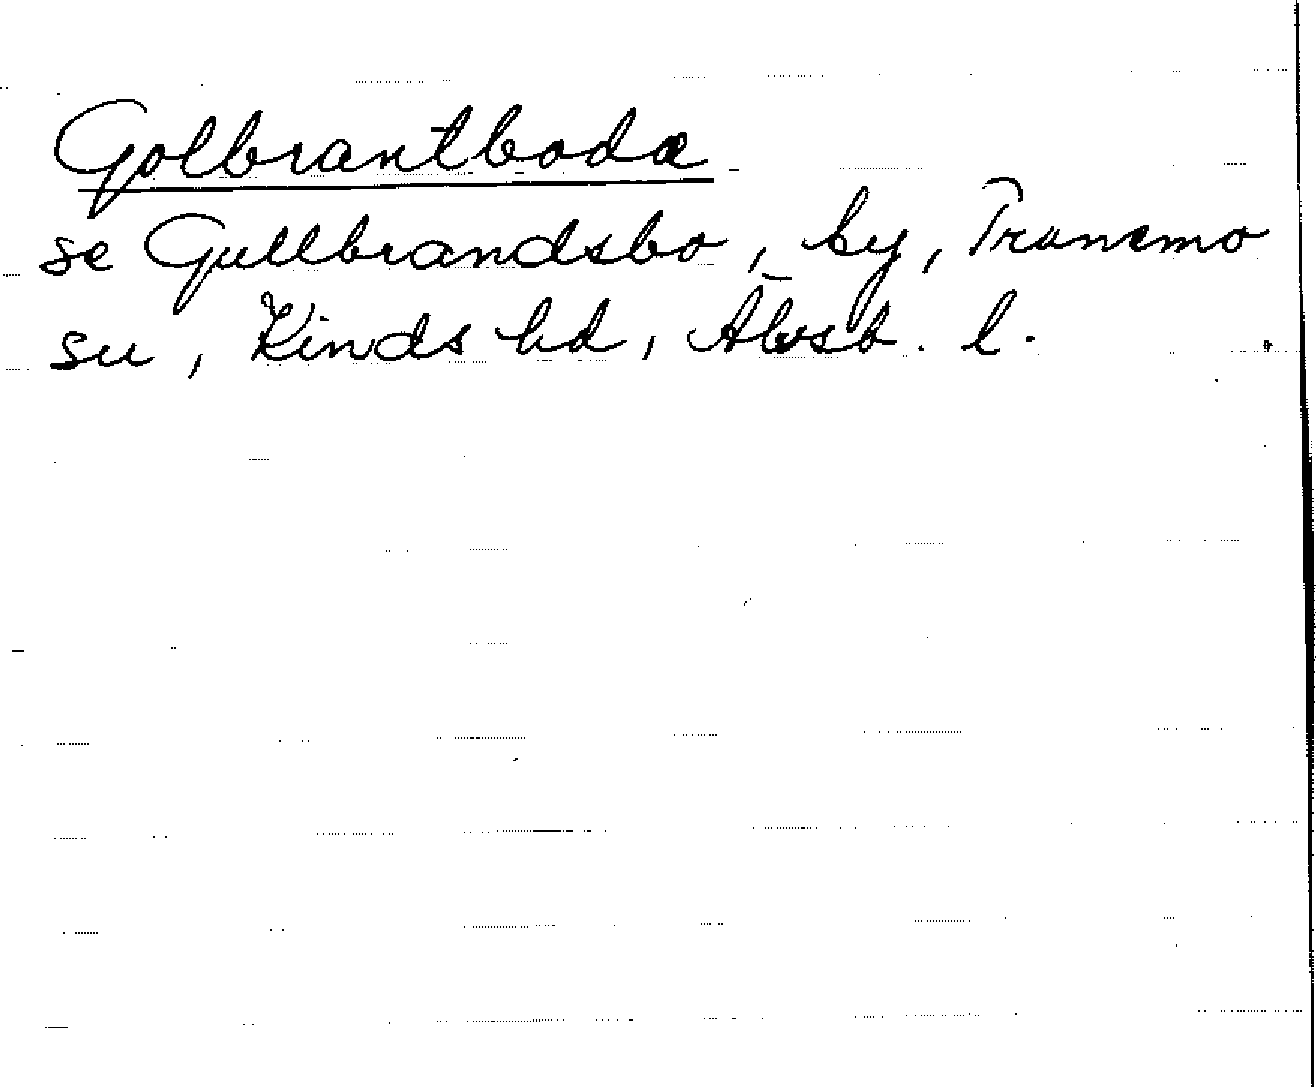 Golbrantboda
se Gullbrandsbo, by, Tranemo
sn, Kinds hd, Älvsb. l.